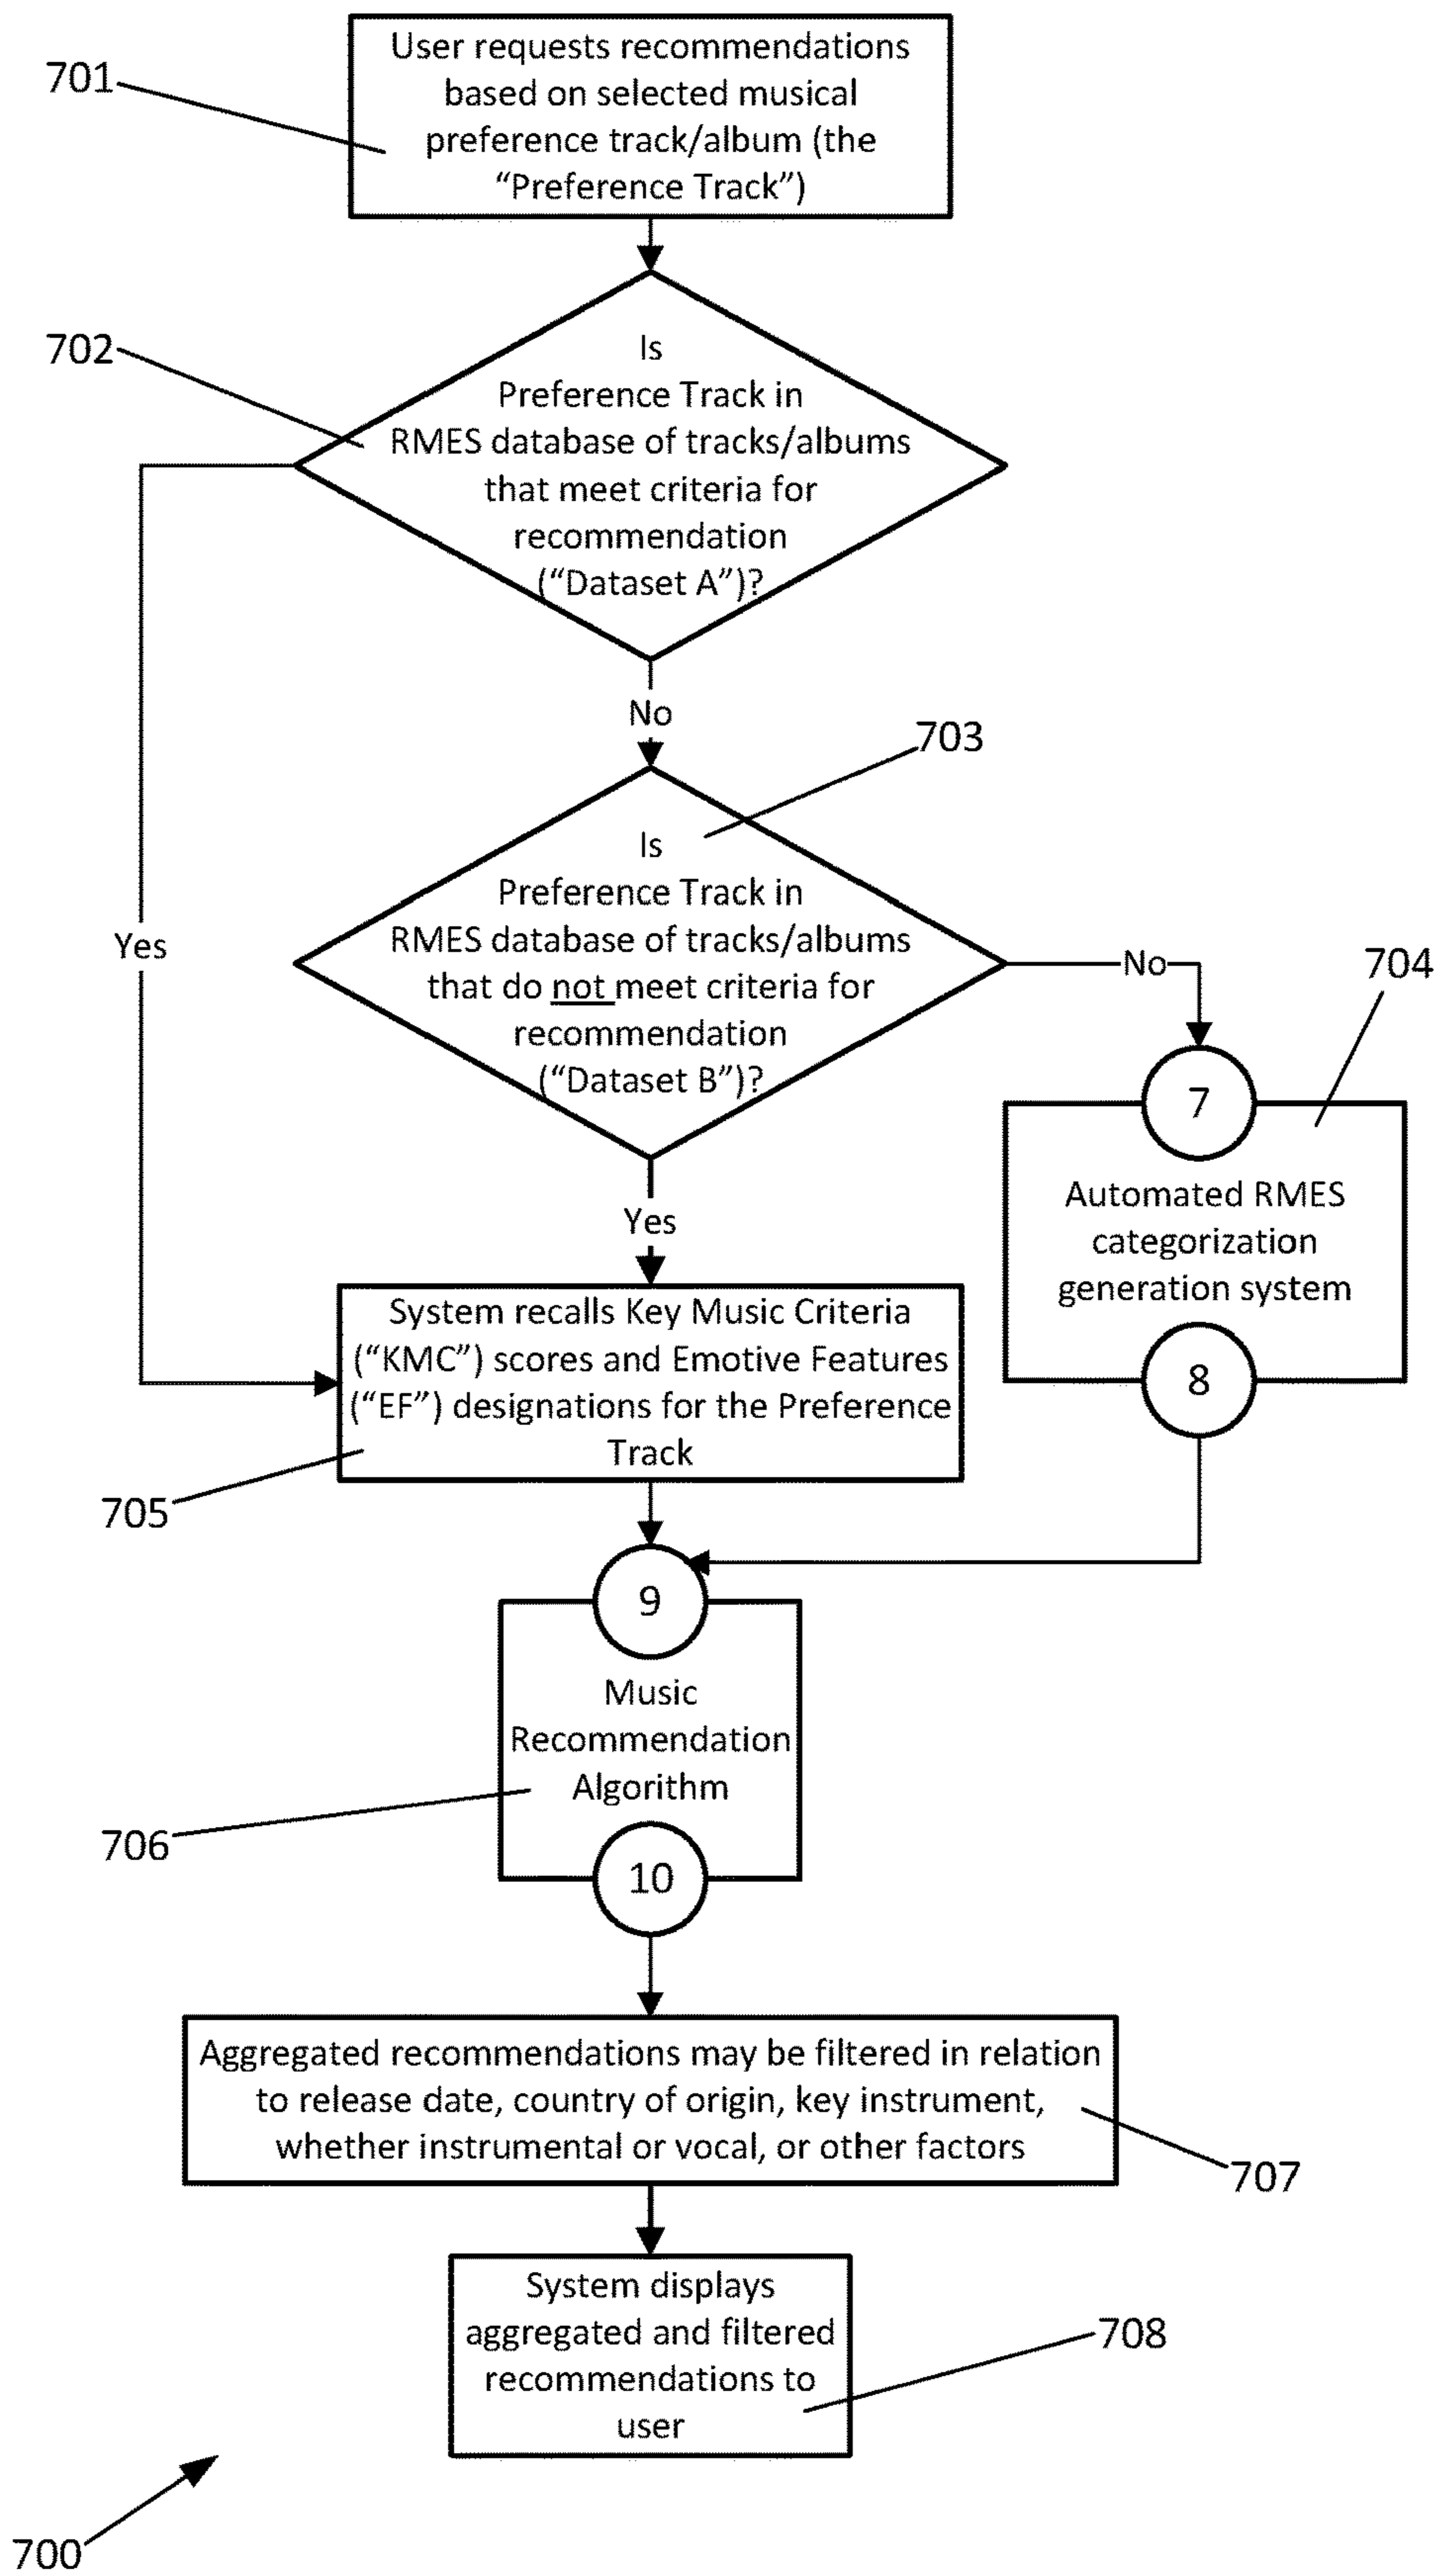 701
User requests recommendations
based on selected musical
preference track/album (the
“Preference Track”)
702
Is
Preference Track in
RMES database of tracks/albums
that meet criteria for
recommendation
(“Dataset A”)?
No
703
Is
Preference Track in
RMES database of tracks/albums
that do not meet criteria for
recommendation
(“Dataset B”)?
Yes
No
704
7
Automated RMES
categorization
generation system
8
Yes
System recalls Key Music Criteria
(“KMC”) scores and Emotive Features
(“EF”) designations for the Preference
Track
705
9
Music
Recommendation
Algorithm
706
10
Aggregated recommendations may be filtered in relation
to release date, country of origin, key instrument,
whether instrumental or vocal, or other factors
707
System displays
aggregated and filtered
recommendations to
user
708
700